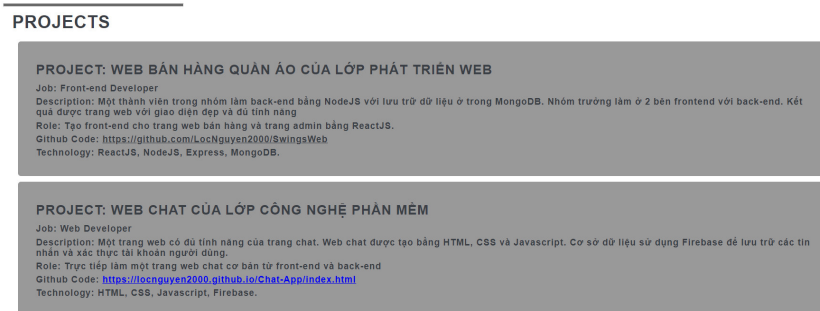 PROJECTS
PROJECT: WEB BÁN HÀNG QUẦN ÁO CỦA LỚP PHÁT TRIỂN WEB
Job: Front-end Developer
Description: Một thành viên trong nhóm làm back-end bằng NodeJS với lưu trữ dữ liệu ở trong MongoDB. Nhóm trưởng làm ở 2 bên frontend với back-end. Kết
quả được trang web với giao diện đẹp và đủ tính năng
Role: Tạo front-end cho trang web bán hàng và trang admin bằng ReactJS.
Github Code: https://github.com/LocNguyen2000/SwingsWeb
Technology: ReactJS, NodeJS, Express, MongoDB.
PROJECT: WEB CHAT CỦA LỚP CÔNG NGHỆ PHẦN MỀM
Job: Web Developer
Description: Một trang web có đủ tính năng của trang chat. Web chat được tạo bằng HTML, CSS và Javascript. Cơ sở dữ liệu sử dụng Firebase để lưu trữ các tin
nhắn và xác thực tài khoản người dùng.
Role: Trực tiếp làm một trang web chat cơ bản từ front-end và back-end
Github Code: https://locnguyen2000.github.io/Chat-App/index.html
Technology: HTML, CSS, Javascript, Firebase.